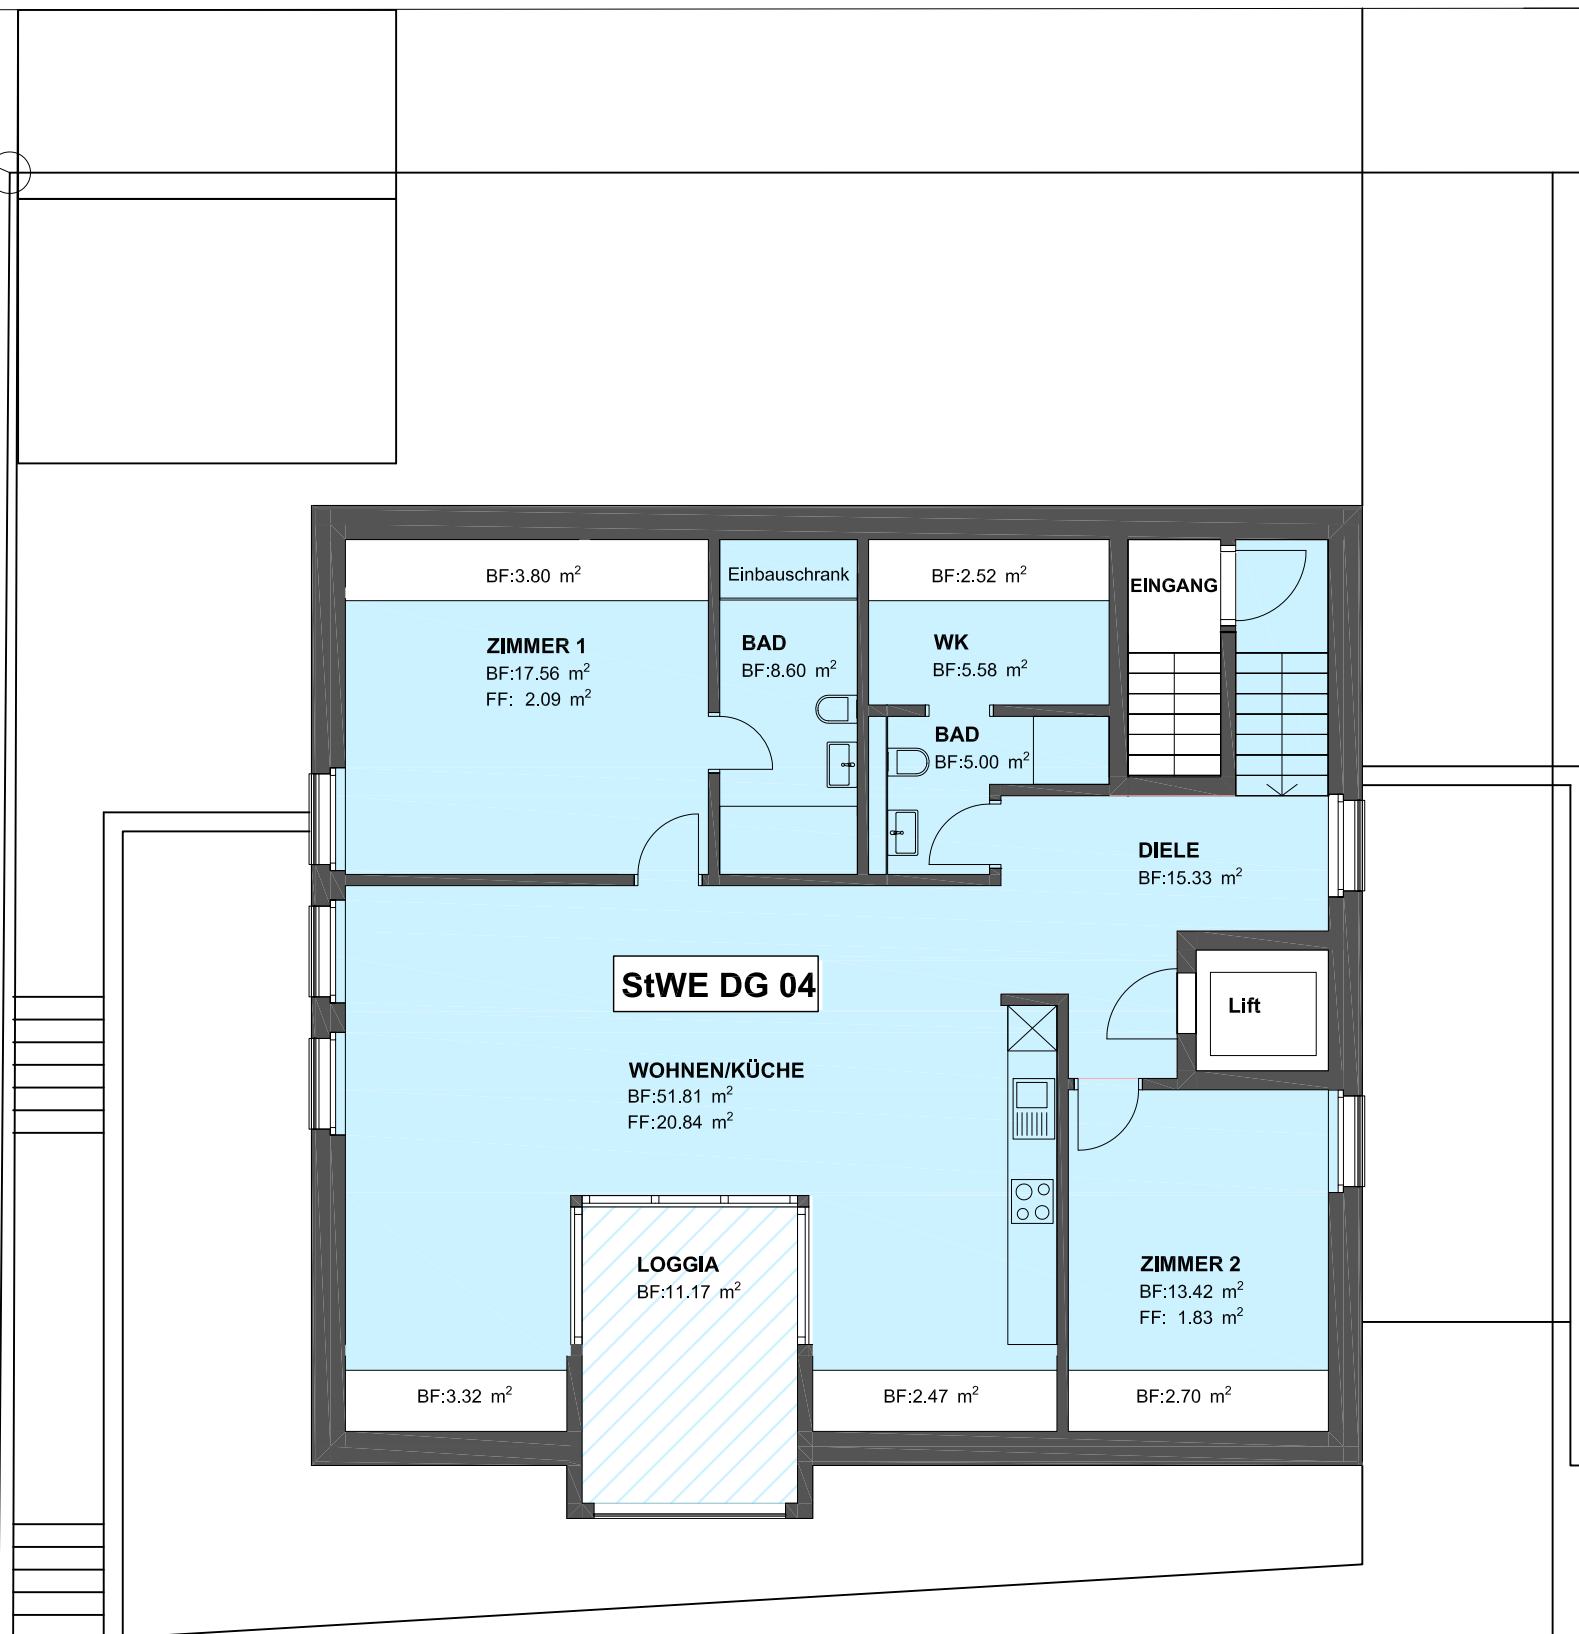 BF:3.80 m²
Einbauschrank
BF:2.52 m²
EINGANG
ZIMMER 1
BF:17.56 m²
FF: 2.09 m²
BAD
BF:8.60 m²
WK
BF:5.58 m²
BAD
BF:5.00 m²
DIELE
BF:15.33 m²
StWE DG 04
Lift
WOHNEN/KÜCHE
BF:51.81 m²
FF:20.84 m²
LOGGIA
BF:11.17 m²
ZIMMER 2
BF:13.42 m²
FF: 1.83 m²
BF:3.32 m²
BF:2.47 m²
BF:2.70 m²